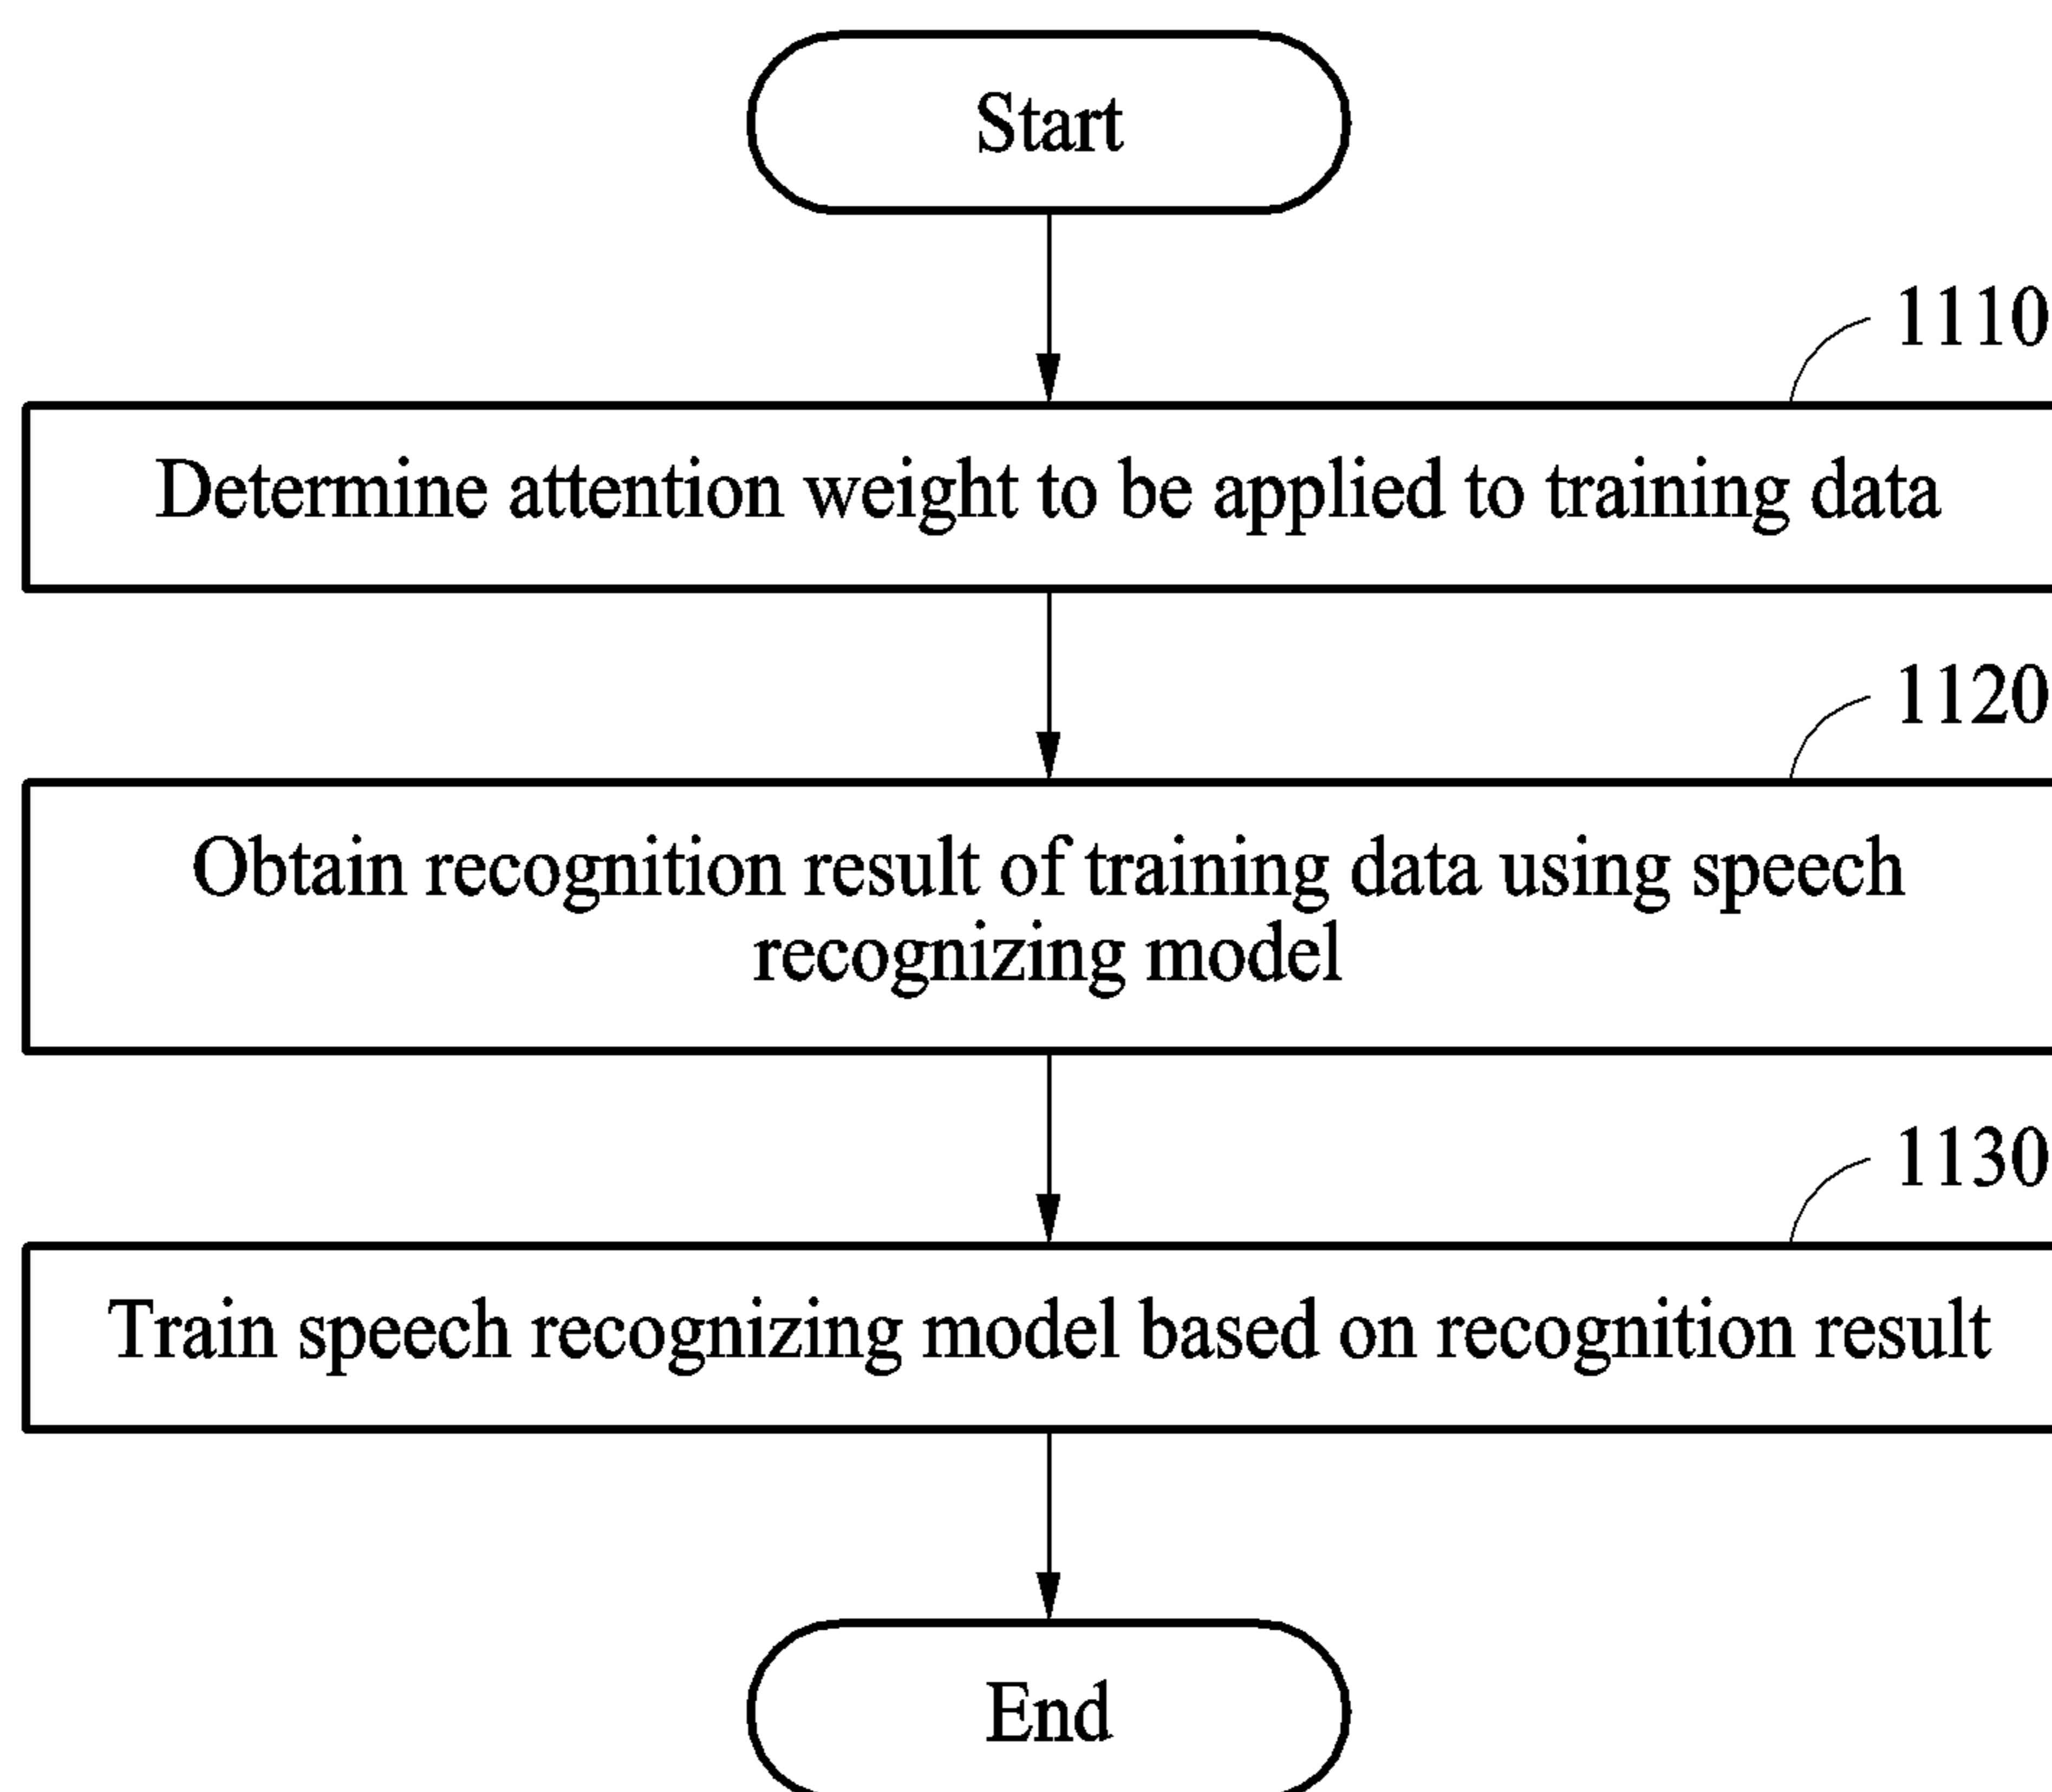 Start
1110
Determine attention weight to be applied to training data
1120
Obtain recognition result of training data using speech
recognizing model
1130
Train speech recognizing model based on recognition result
End